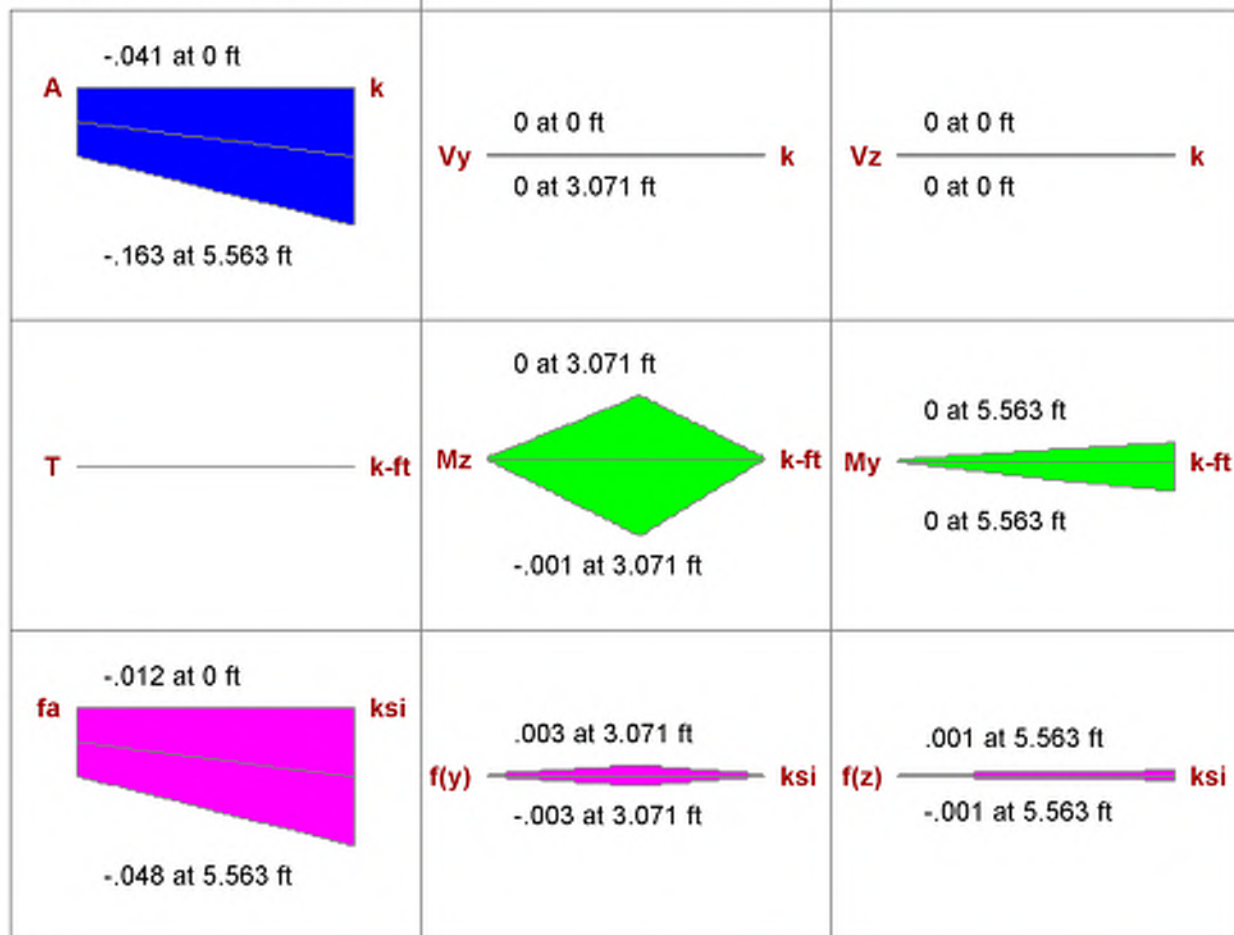 -.041 at 0 ft
A k
-.163 at 5.563 ft
0 at 0 ft
Vy k
0 at 3.071 ft
0 at 0 ft
Vz k
0 at 0 ft
T k-ft
0 at 3.071 ft
Mz k-ft
-.001 at 3.071 ft
0 at 5.563 ft
My k-ft
0 at 5.563 ft
-.012 at 0 ft
fa ksi
-.048 at 5.563 ft
.003 at 3.071 ft
f(y) ksi
-.003 at 3.071 ft
.001 at 5.563 ft
f(z) ksi
-.001 at 5.563 ft